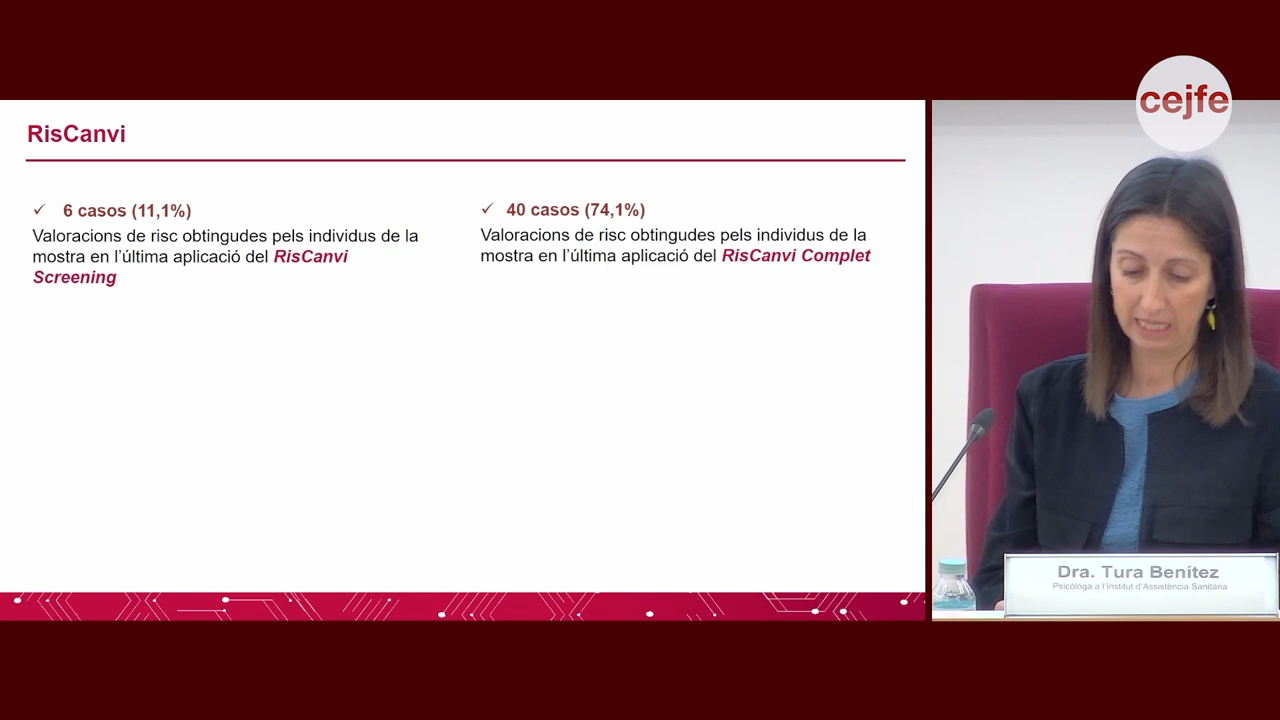 cejfe
RisCanvi
✓ 6 casos (11,1%)
Valoracions de risc obtingudes pels individus de la
mostra en l’última aplicació del RisCanvi
Screening
✓ 40 casos (74,1%)
Valoracions de risc obtingudes pels individus de la
mostra en l’última aplicació del RisCanvi Complet
Dra. Tura Benítez
Psicòloga a l’Institut d’Assistència Sanitària